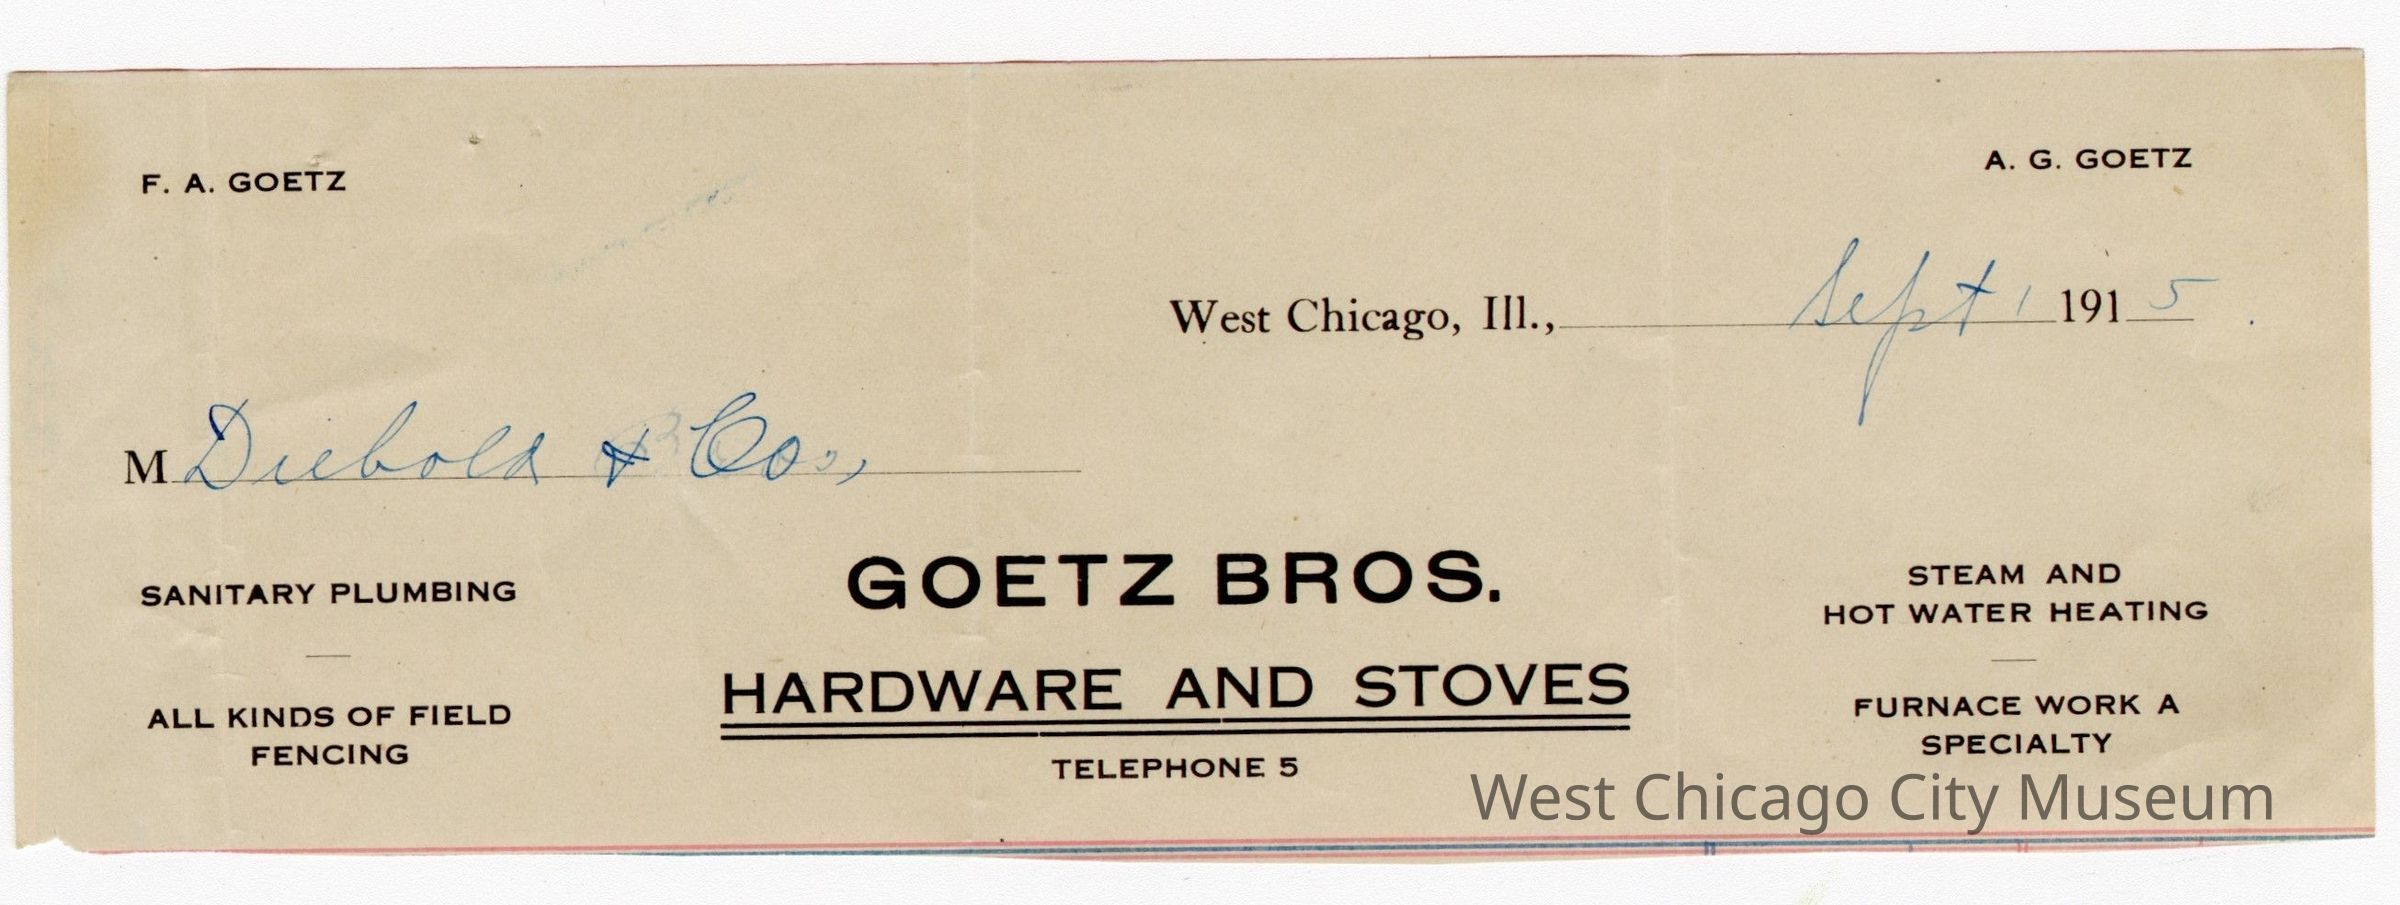 F. A. GOETZ
A. G. GOETZ
West Chicago, Ill., Sept 1 1915.
M Diebold & Co.,
SANITARY PLUMBING
ALL KINDS OF FIELD
FENCING
GOETZ BROS.
HARDWARE AND STOVES
TELEPHONE 5
STEAM AND
HOT WATER HEATING
FURNACE WORK A
SPECIALTY
West Chicago City Museum